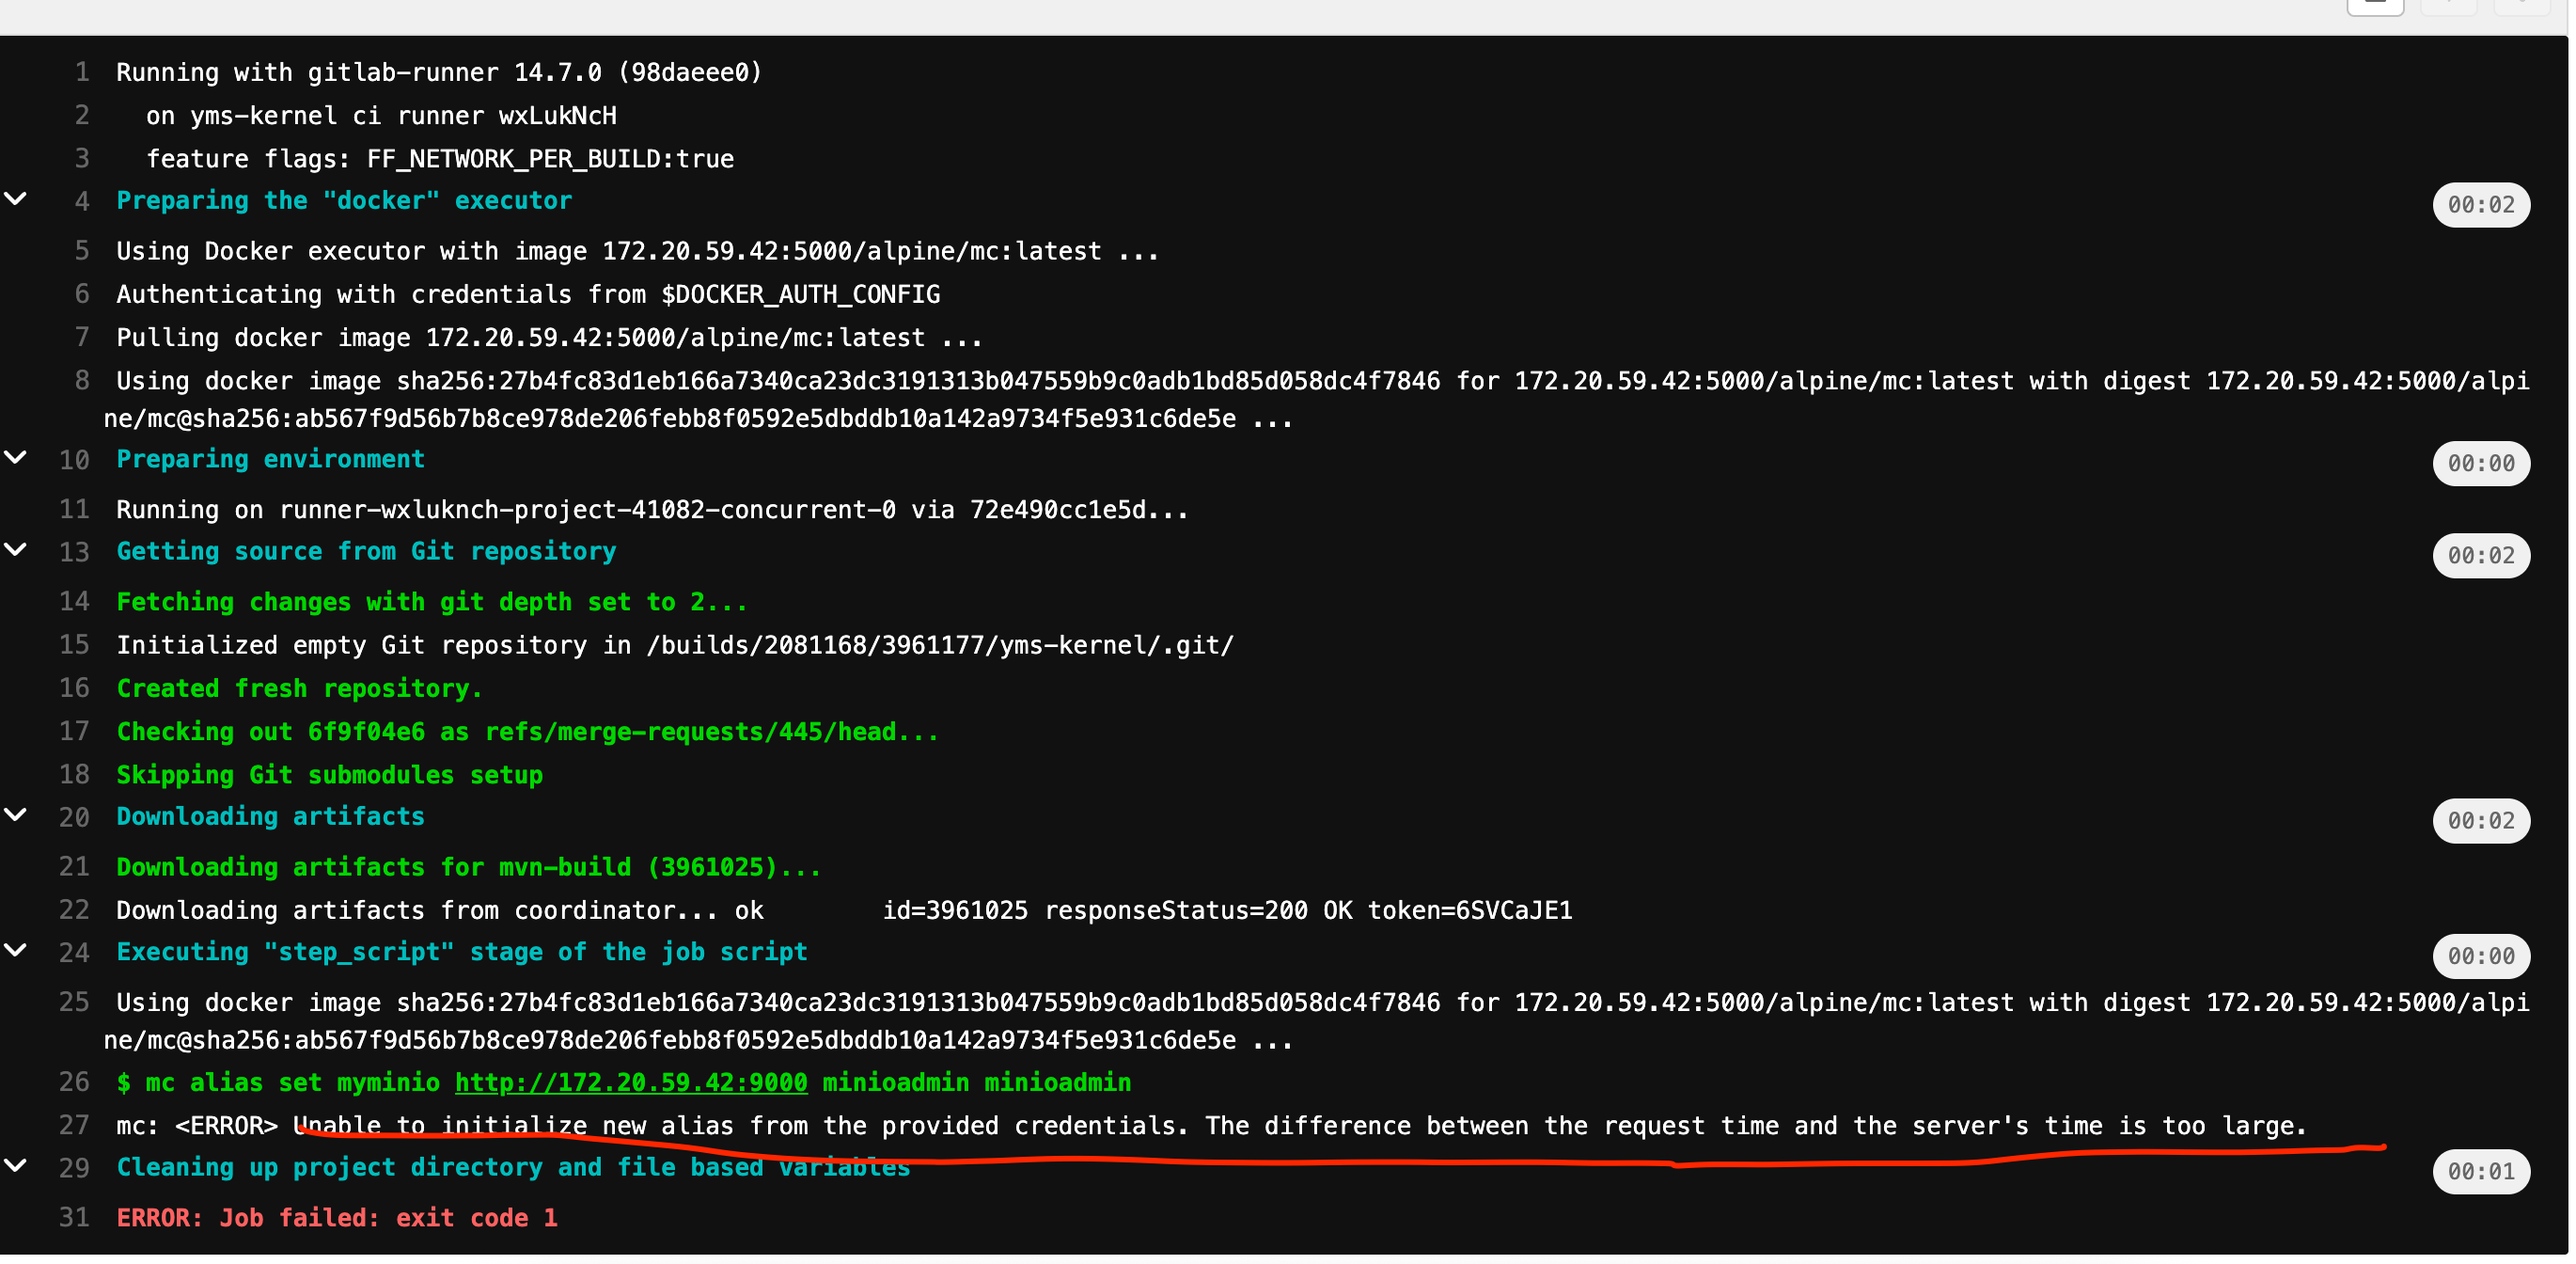 1 Running with gitlab-runner 14.7.0 (98daeee0)
2 on yms-kernel ci runner wxLukNcH
3 feature flags: FF_NETWORK_PER_BUILD:true
4 Preparing the "docker" executor 00:02
5 Using Docker executor with image 172.20.59.42:5000/alpine/mc:latest ...
6 Authenticating with credentials from $DOCKER_AUTH_CONFIG
7 Pulling docker image 172.20.59.42:5000/alpine/mc:latest ...
8 Using docker image sha256:27b4fc83d1eb166a7340ca23dc3191313b047559b9c0adb1bd85d058dc4f7846 for 172.20.59.42:5000/alpine/mc:latest with digest 172.20.59.42:5000/alpi
ne/mc@sha256:ab567f9d56b7b8ce978de206febb8f0592e5dbddb10a142a9734f5e931c6de5e ...
10 Preparing environment 00:00
11 Running on runner-wxluknch-project-41082-concurrent-0 via 72e490cc1e5d...
13 Getting source from Git repository 00:02
14 Fetching changes with git depth set to 2...
15 Initialized empty Git repository in /builds/2081168/3961177/yms-kernel/.git/
16 Created fresh repository.
17 Checking out 6f9f04e6 as refs/merge-requests/445/head...
18 Skipping Git submodules setup
20 Downloading artifacts 00:02
21 Downloading artifacts for mvn-build (3961025)...
22 Downloading artifacts from coordinator... ok id=3961025 responseStatus=200 OK token=6SVCaJE1
24 Executing "step_script" stage of the job script 00:00
25 Using docker image sha256:27b4fc83d1eb166a7340ca23dc3191313b047559b9c0adb1bd85d058dc4f7846 for 172.20.59.42:5000/alpine/mc:latest with digest 172.20.59.42:5000/alpi
ne/mc@sha256:ab567f9d56b7b8ce978de206febb8f0592e5dbddb10a142a9734f5e931c6de5e ...
26 $ mc alias set myminio http://172.20.59.42:9000 minioadmin minioadmin
27 mc: <ERROR> Unable to initialize new alias from the provided credentials. The difference between the request time and the server's time is too large.
29 Cleaning up project directory and file based variables 00:01
31 ERROR: Job failed: exit code 1